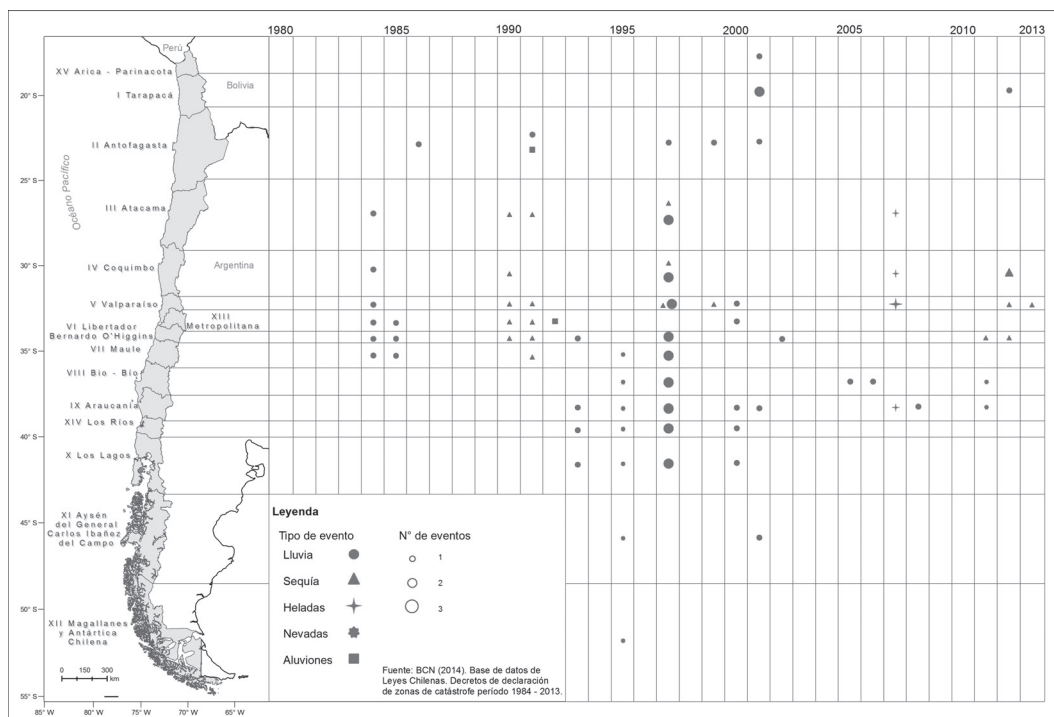 1980 1985 1990 1995 2000 2005 2010 2013
Perú
XV Arica - Parinacota
20° S
Bolivia
I Tarapacá
II Antofagasta
Océano Pacífico
25° S
III Atacama
30° S
IV Coquimbo
Argentina
V Valparaíso
XIII
Metropolitana
VI Libertador
Bernardo O'Higgins
VII Maule
35° S
VIII Bio - Bío
IX Araucanía
XIV Los Ríos
40° S
X Los Lagos
45° S
XI Aysén
del General
Carlos Ibañez
del Campo
50° S
XII Magallanes
y Antártica
Chilena
0 150 300
km
55° S
85° W 80° W 75° W 70° W 65° W
Leyenda
Tipo de evento N° de eventos
Lluvia 1
Sequía 2
Heladas 3
Nevadas
Aluviones
Fuente: BCN (2014). Base de datos de
Leyes Chilenas. Decretos de declaración
de zonas de catástrofe período 1984 - 2013.